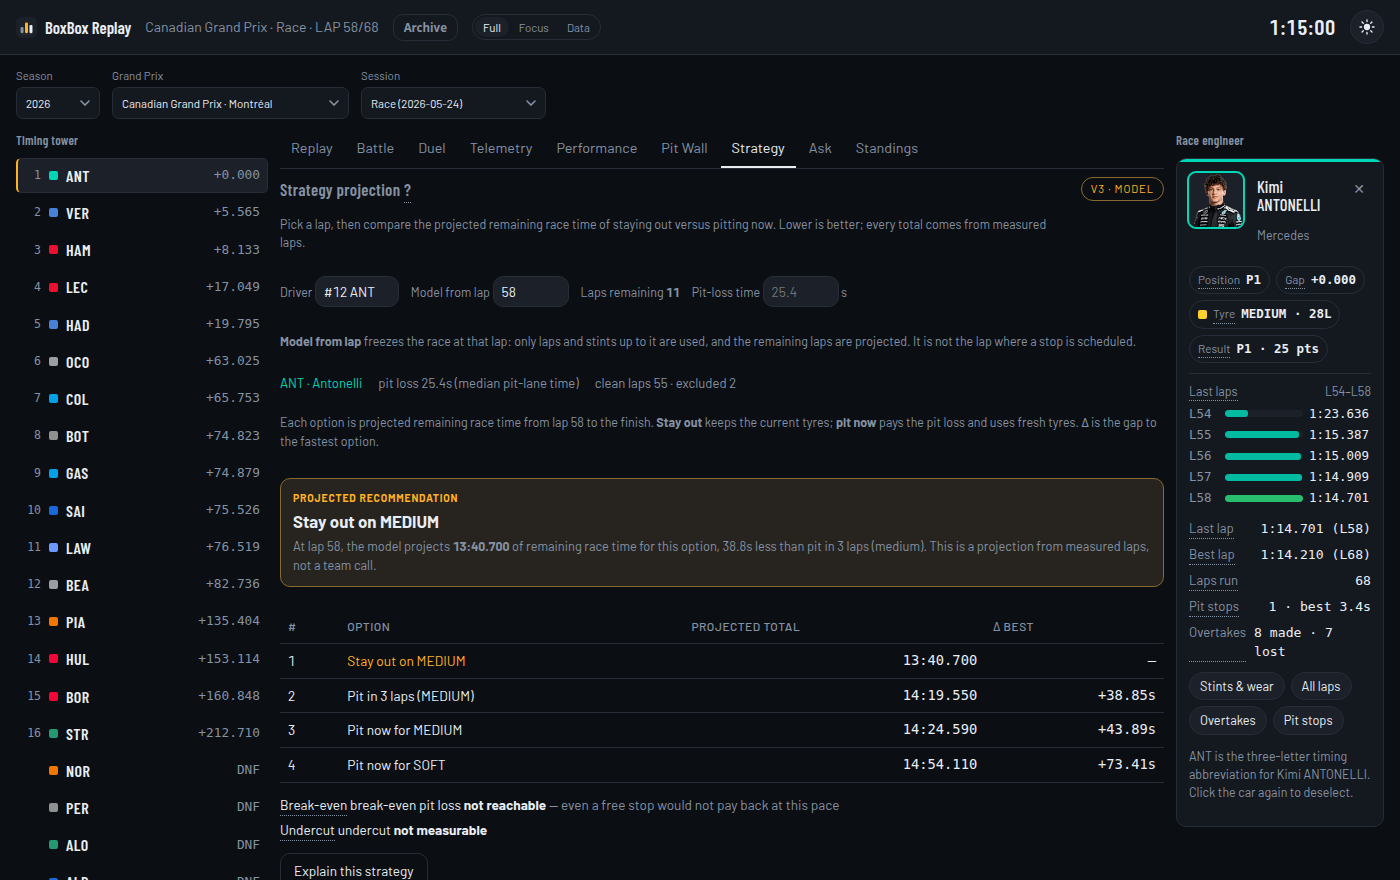 BoxBox Replay Canadian Grand Prix · Race · LAP 58/68 Archive Full Focus Data 1:15:00
Season Grand Prix Session
2026 Canadian Grand Prix · Montréal Race (2026-05-24)
Timing tower
1 ANT +0.000
2 VER +5.565
3 HAM +8.133
4 LEC +17.049
5 HAD +19.795
6 OCO +63.025
7 COL +65.753
8 BOT +74.823
9 GAS +74.879
10 SAI +75.526
11 LAW +76.519
12 BEA +82.736
13 PIA +135.404
14 HUL +153.114
15 BOR +160.848
16 STR +212.710
NOR DNF
PER DNF
ALO DNF
Replay Battle Duel Telemetry Performance Pit Wall Strategy Ask Standings
Strategy projection ? V3 · MODEL
Pick a lap, then compare the projected remaining race time of staying out versus pitting now. Lower is better; every total comes from measured
laps.
Driver #12 ANT Model from lap 58 Laps remaining 11 Pit-loss time 25.4 s
Model from lap freezes the race at that lap: only laps and stints up to it are used, and the remaining laps are projected. It is not the lap where a stop is scheduled.
ANT · Antonelli pit loss 25.4s (median pit-lane time) clean laps 55 · excluded 2
Each option is projected remaining race time from lap 58 to the finish. Stay out keeps the current tyres; pit now pays the pit loss and uses fresh tyres. Δ is the gap to
the fastest option.
PROJECTED RECOMMENDATION
Stay out on MEDIUM
At lap 58, the model projects 13:40.700 of remaining race time for this option, 38.8s less than pit in 3 laps (medium). This is a projection from measured laps,
not a team call.
# OPTION PROJECTED TOTAL Δ BEST
1 Stay out on MEDIUM 13:40.700 —
2 Pit in 3 laps (MEDIUM) 14:19.550 +38.85s
3 Pit now for MEDIUM 14:24.590 +43.89s
4 Pit now for SOFT 14:54.110 +73.41s
Break-even break-even pit loss not reachable — even a free stop would not pay back at this pace
Undercut undercut not measurable
Explain this strategy
Race engineer
Kimi
ANTONELLI
Mercedes
Position P1 Gap +0.000
Tyre MEDIUM · 28L
Result P1 · 25 pts
Last laps L54–L58
L54 1:23.636
L55 1:15.387
L56 1:15.009
L57 1:14.909
L58 1:14.701
Last lap 1:14.701 (L58)
Best lap 1:14.210 (L68)
Laps run 68
Pit stops 1 · best 3.4s
Overtakes 8 made · 7
lost
Stints & wear All laps
Overtakes Pit stops
ANT is the three-letter timing
abbreviation for Kimi ANTONELLI.
Click the car again to deselect.